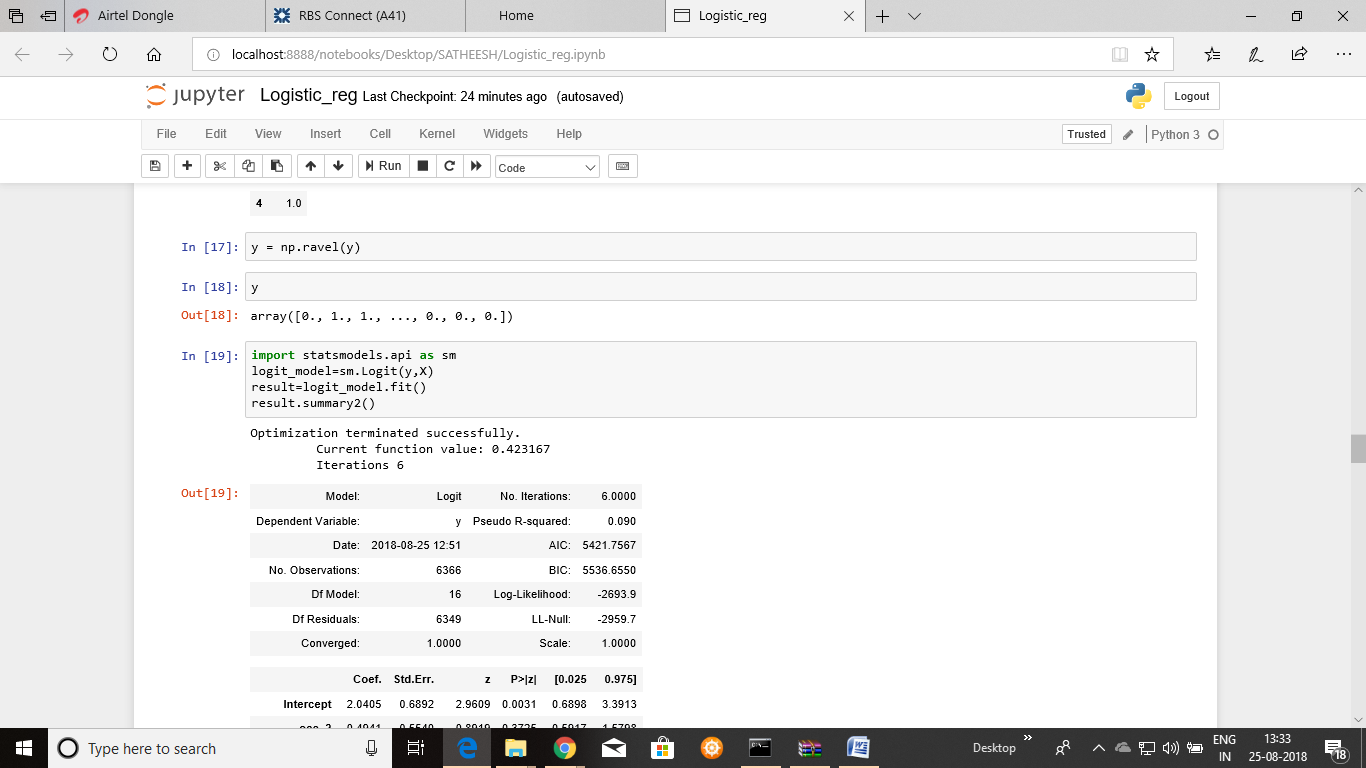 Airtel Dongle
RBS Connect (A41)
Home
Logistic_reg
localhost:8888/notebooks/Desktop/SATHEESH/Logistic_reg.ipynb
jupyter Logistic_reg Last Checkpoint: 24 minutes ago (autosaved)
Logout
File Edit View Insert Cell Kernel Widgets Help
Trusted
Python 3
Run
Code
4 1.0
In [17]: y = np.ravel(y)
In [18]: y
Out[18]: array([0., 1., 1., ..., 0., 0., 0.])
In [19]: import statsmodels.api as sm
logit_model=sm.Logit(y,X)
result=logit_model.fit()
result.summary2()
Optimization terminated successfully.
Current function value: 0.423167
Iterations 6
Out[19]:
Model: Logit No. Iterations: 6.0000
Dependent Variable: y Pseudo R-squared: 0.090
Date: 2018-08-25 12:51 AIC: 5421.7567
No. Observations: 6366 BIC: 5536.6550
Df Model: 16 Log-Likelihood: -2693.9
Df Residuals: 6349 LL-Null: -2959.7
Converged: 1.0000 Scale: 1.0000
Coef. Std.Err. z P>|z| [0.025 0.975]
Intercept 2.0405 0.6892 2.9609 0.0031 0.6898 3.3913
Type here to search
Desktop
ENG
IN
13:33
25-08-2018
18